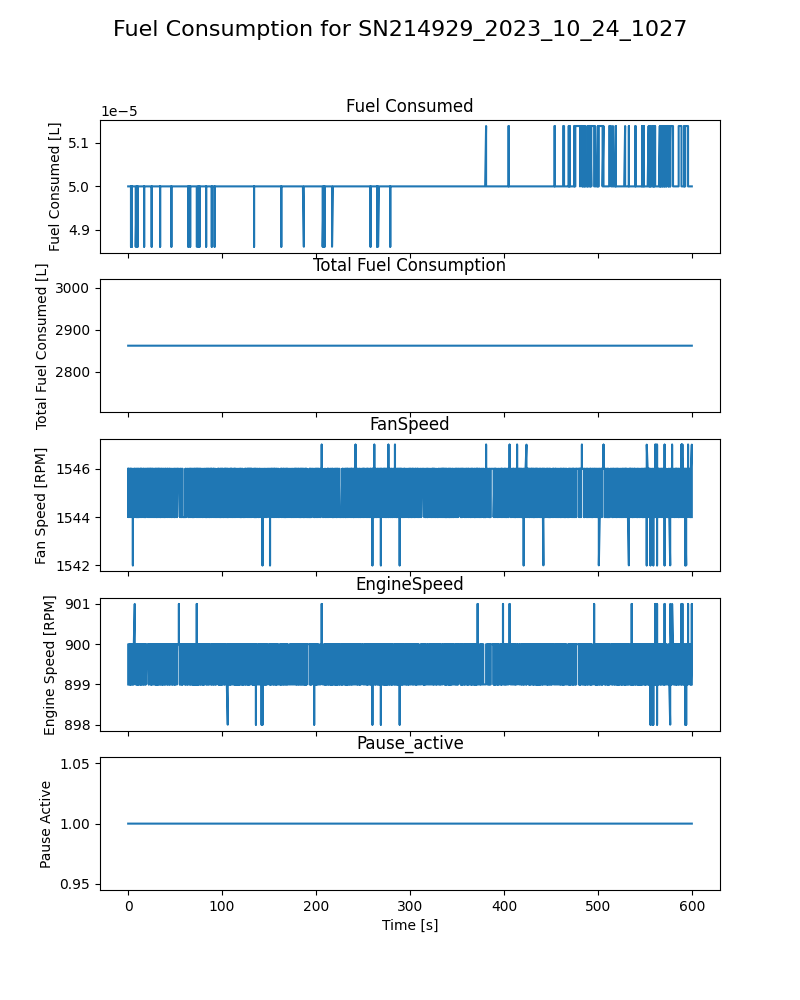 Fuel Consumption for SN214929_2023_10_24_1027
1e−5
Fuel Consumed
Fuel Consumed [L]
5.1
5.0
4.9
Total Fuel Consumption
Total Fuel Consumed [L]
3000
2900
2800
FanSpeed
Fan Speed [RPM]
1546
1544
1542
EngineSpeed
Engine Speed [RPM]
901
900
899
898
Pause_active
Pause Active
1.05
1.00
0.95
0 100 200 300 400 500 600
Time [s]